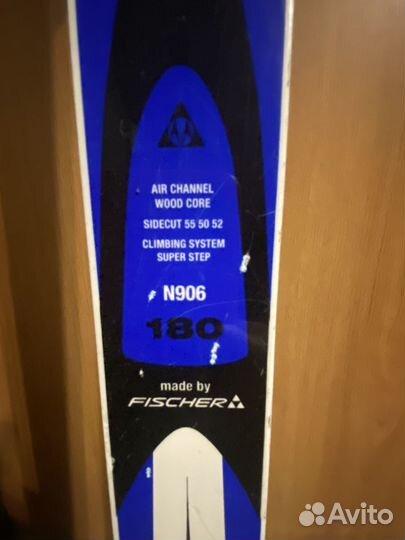 AIR CHANNEL
WOOD CORE
SIDECUT 55 50 52
CLIMBING SYSTEM
SUPER STEP
N906
180
made by
FISCHER
Avito